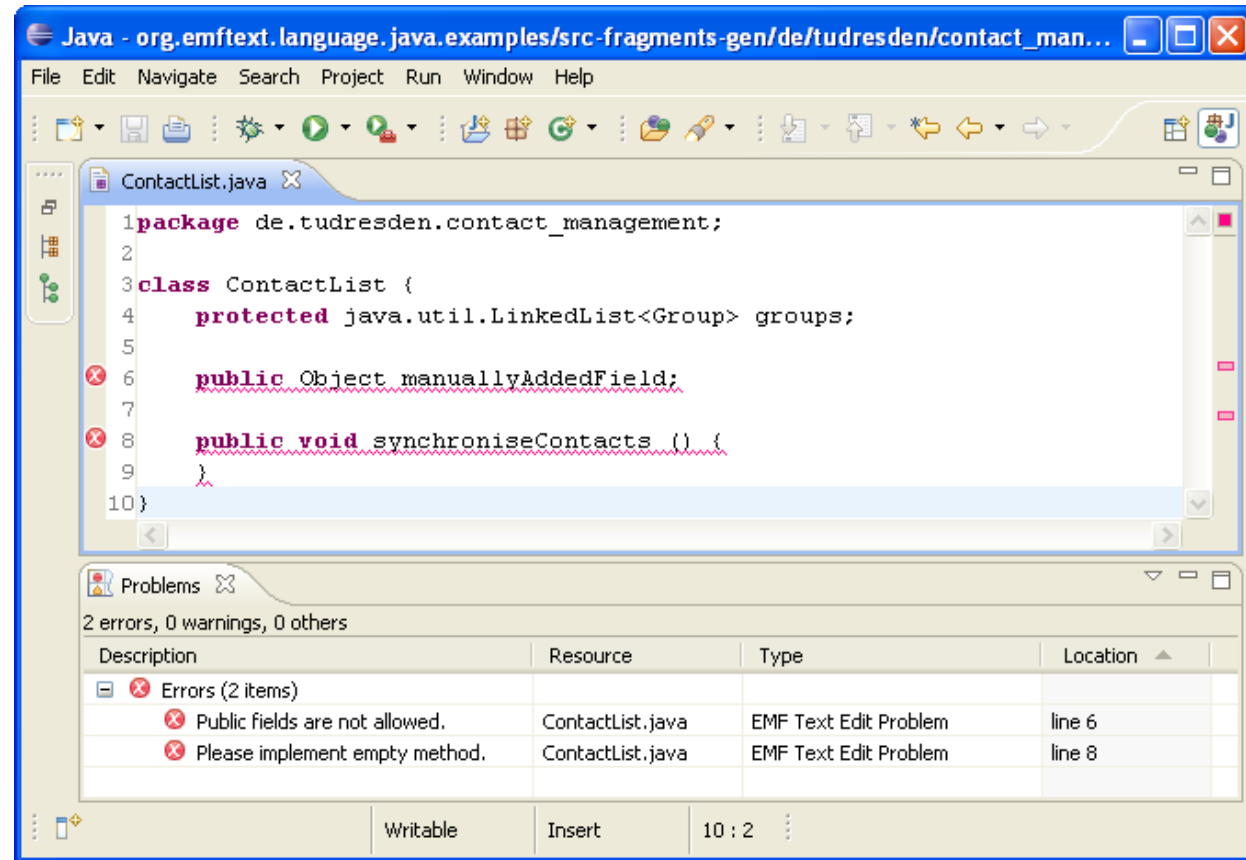 Java - org.emftext.language.java.examples/src-fragments-gen/de/tudresden/contact_man...
File Edit Navigate Search Project Run Window Help
ContactList.java
1 package de.tudresden.contact_management;
2
3 class ContactList {
4 protected java.util.LinkedList<Group> groups;
5
6 public Object manuallyAddedField;
7
8 public void synchroniseContacts () {
9 }
10 }
Problems
2 errors, 0 warnings, 0 others
Description Resource Type Location
Errors (2 items)
Public fields are not allowed. ContactList.java EMF Text Edit Problem line 6
Please implement empty method. ContactList.java EMF Text Edit Problem line 8
Writable Insert 10 : 2